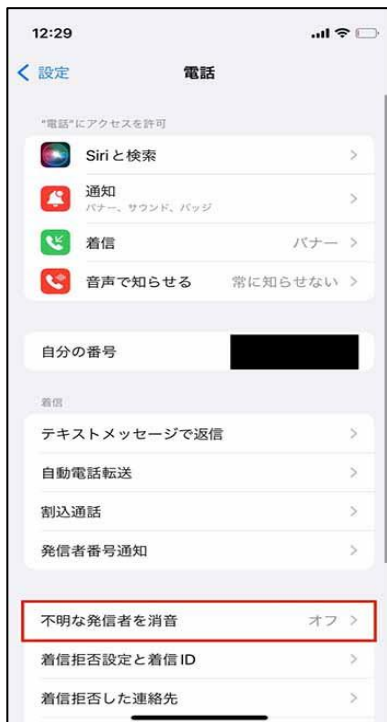 12:29
設定
電話
"電話"にアクセスを許可
Siriと検索
通知
バナー、サウンド、バッジ
着信 バナー
音声で知らせる 常に知らせない
自分の番号
着信
テキストメッセージで返信
自動電話転送
割込通話
発信者番号通知
不明な発信者を消音 オフ
着信拒否設定と着信ID
着信拒否した連絡先